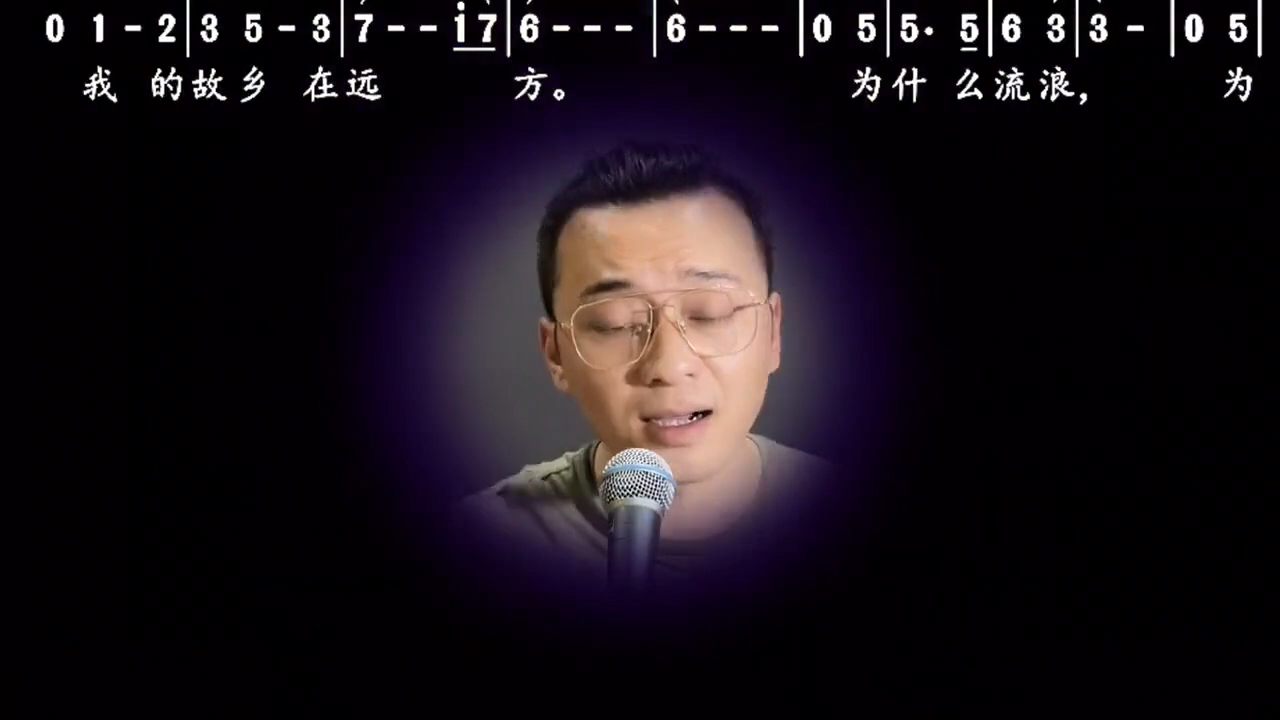 0 1 - 2 | 3 5 - 3 | 7 - - i 7 | 6 - - - | 6 - - - | 0 5 | 5· 5 | 6 3 | 3 - | 0 5 |
我 的故乡 在远 方。 为什 么流浪, 为